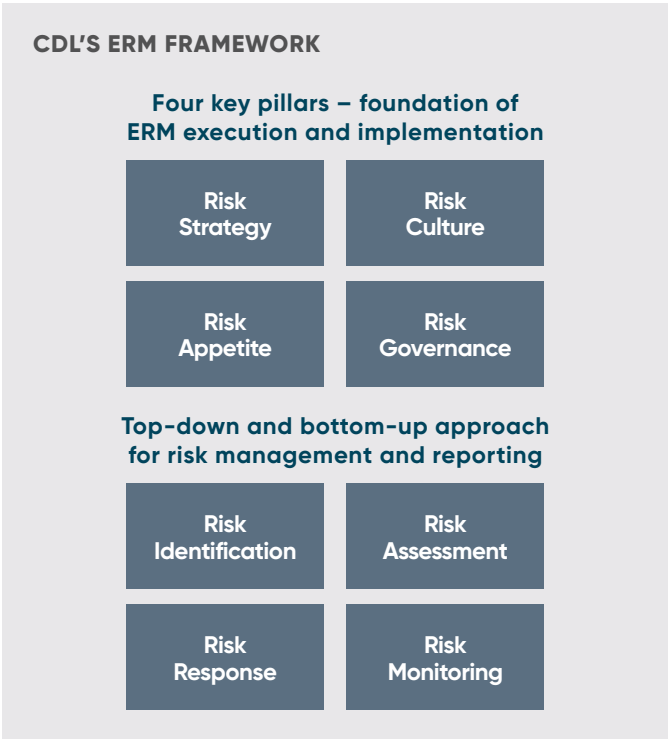 CDL'S ERM FRAMEWORK
Four key pillars – foundation of
ERM execution and implementation
Risk
Strategy
Risk
Culture
Risk
Appetite
Risk
Governance
Top-down and bottom-up approach
for risk management and reporting
Risk
Identification
Risk
Assessment
Risk
Response
Risk
Monitoring